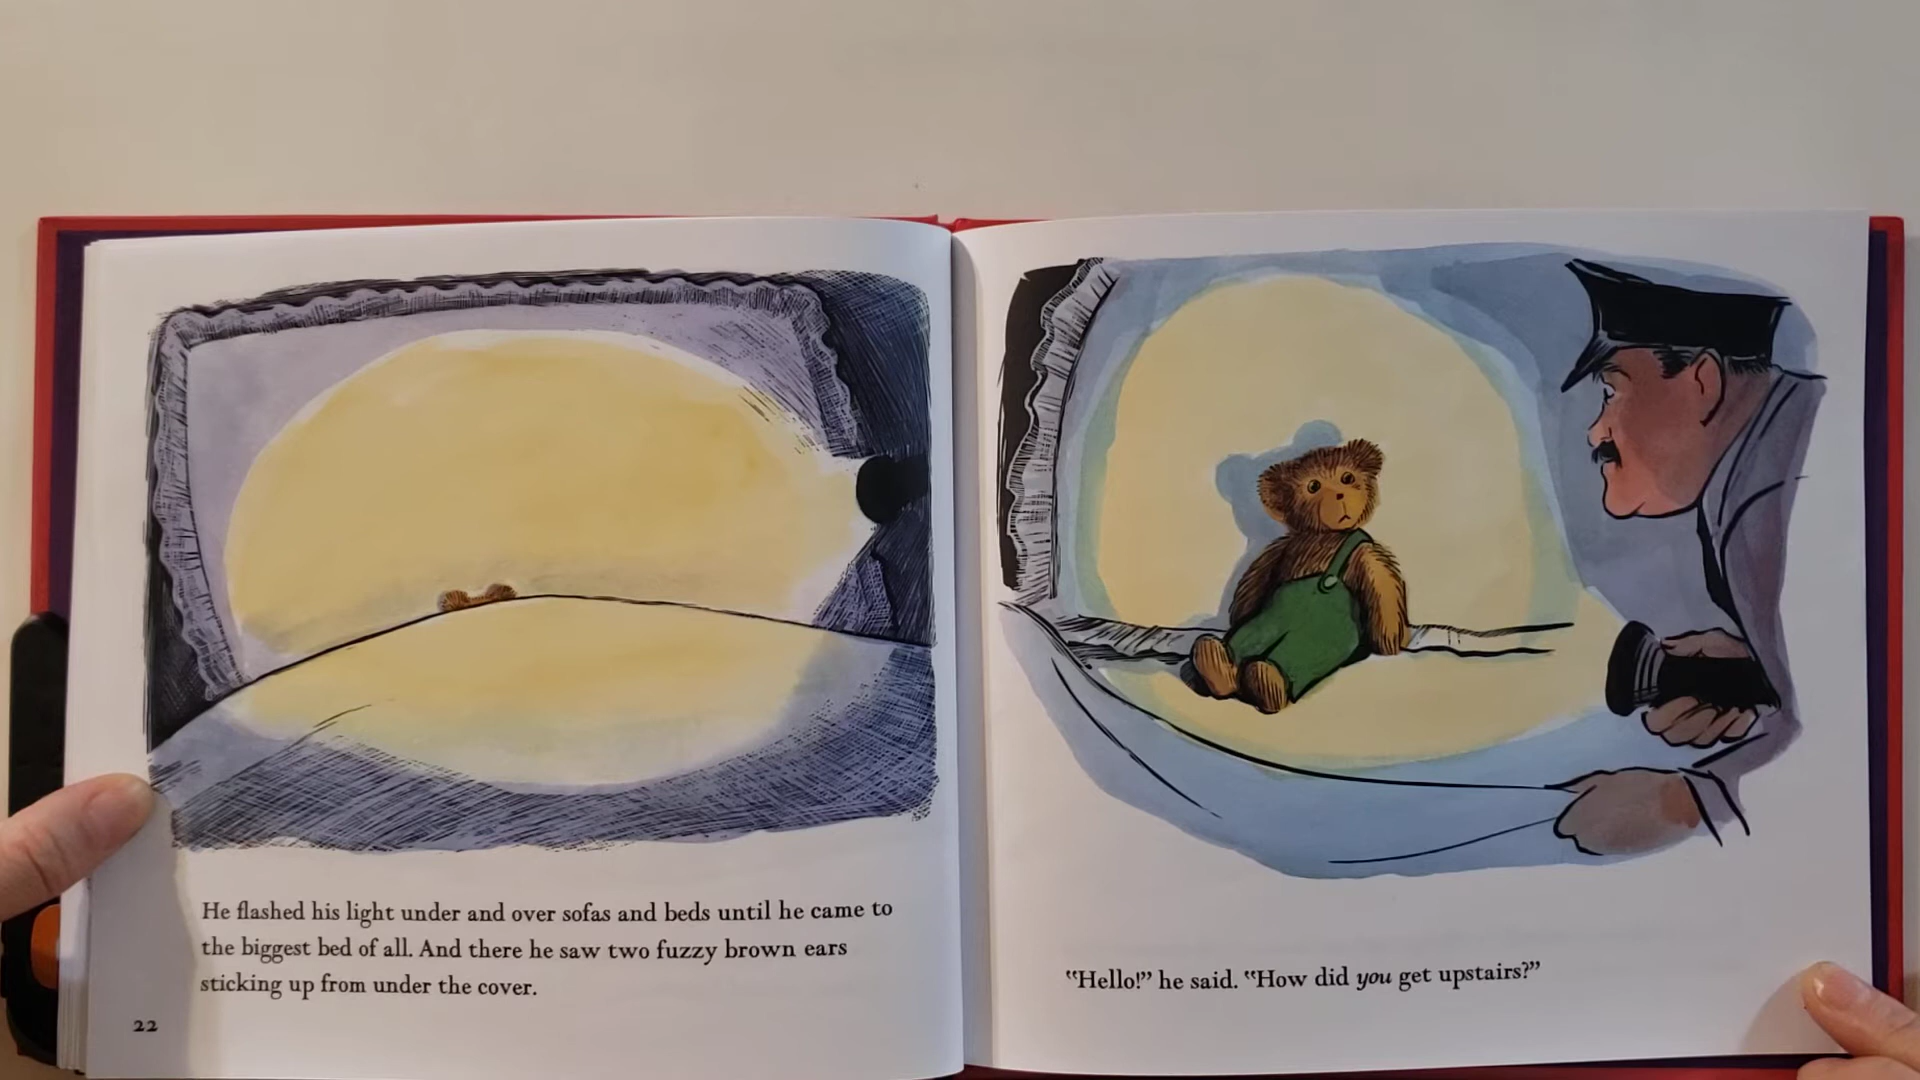 He flashed his light under and over sofas and beds until he came to
the biggest bed of all. And there he saw two fuzzy brown ears
sticking up from under the cover.
22
“Hello!” he said. “How did you get upstairs?”